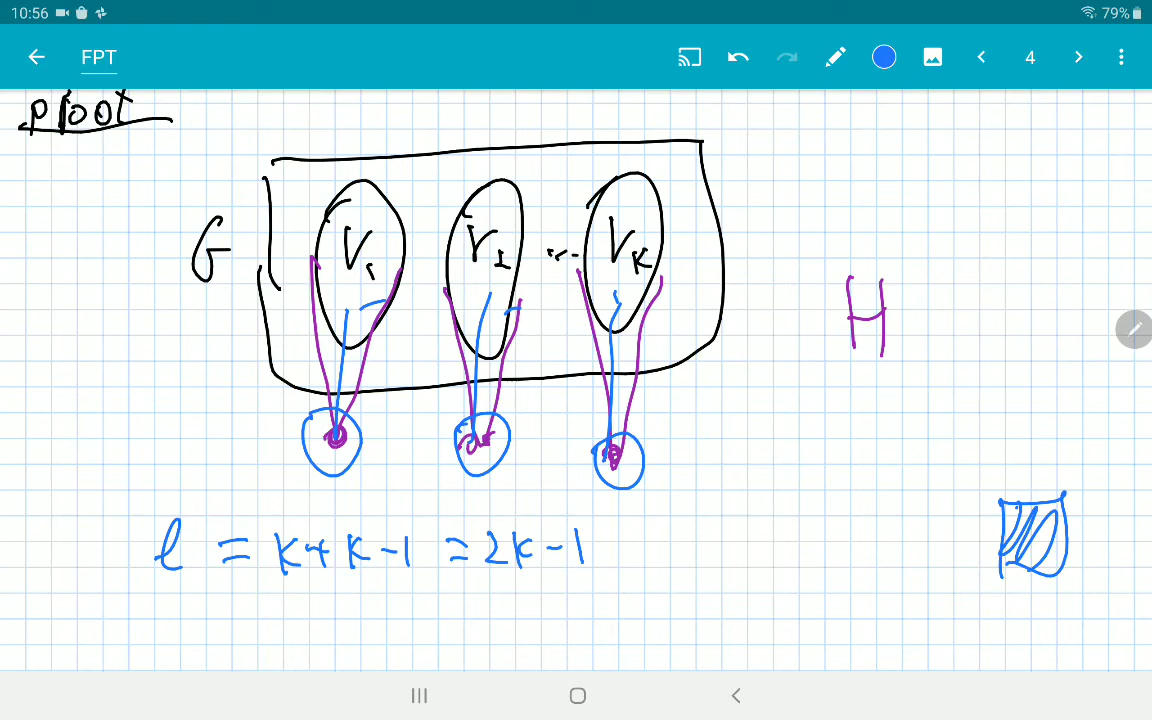 10:56 79%
FPT 4
proof
G V₁ V₂ ... Vₖ
H
l = k+k-1 = 2k-1